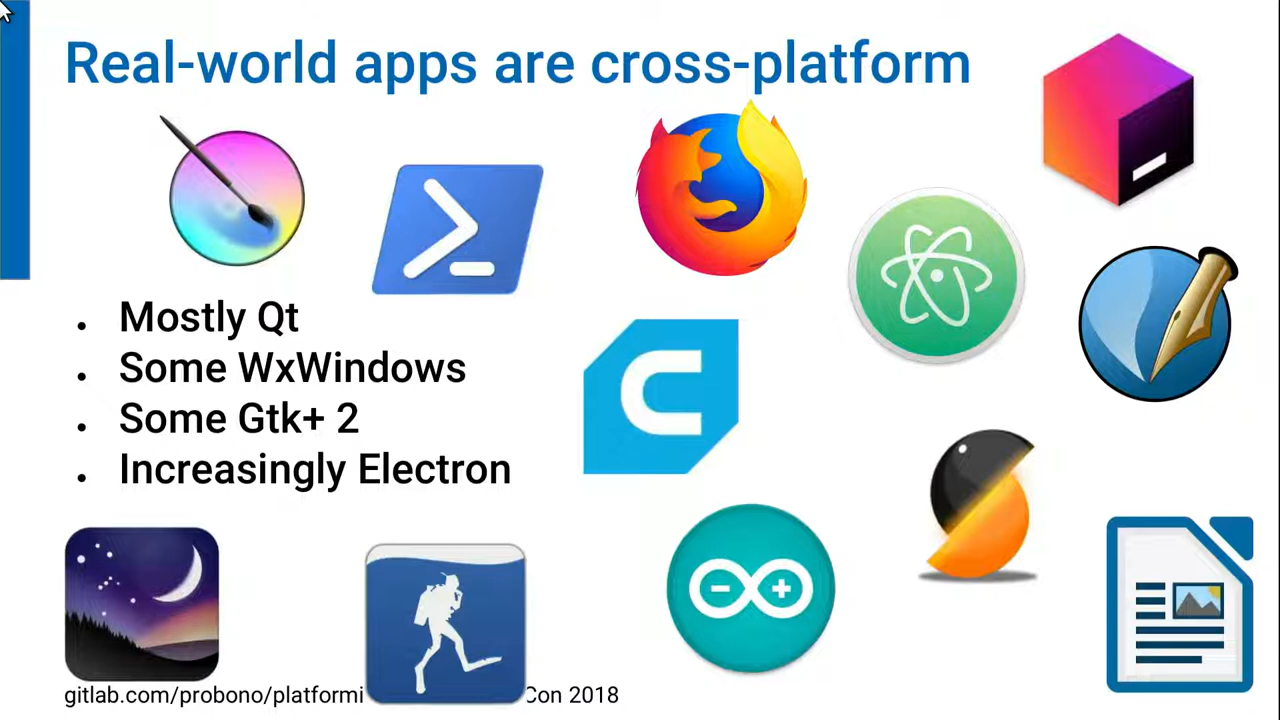 Real-world apps are cross-platform
Mostly Qt
Some WxWindows
Some Gtk+ 2
Increasingly Electron
gitlab.com/probono/platformi Con 2018